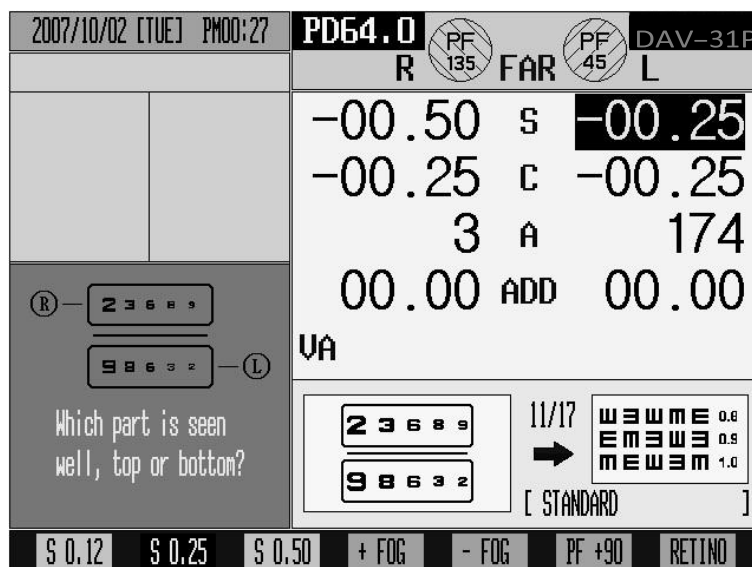 2007/10/02 [TUE] PM00:27
PD64.0
PF 135
PF 45
DAV-31P
R FAR L
-00.50 S -00.25
-00.25 C -00.25
3 A 174
00.00 ADD 00.00
VA
R 2 3 6 8 9
9 8 6 3 2 L
Which part is seen
well, top or bottom?
2 3 6 8 9
9 8 6 3 2
11/17
0.8
0.9
1.0
[ STANDARD ]
S 0.12 S 0.25 S 0.50 + FOG - FOG PF +90 RETINO